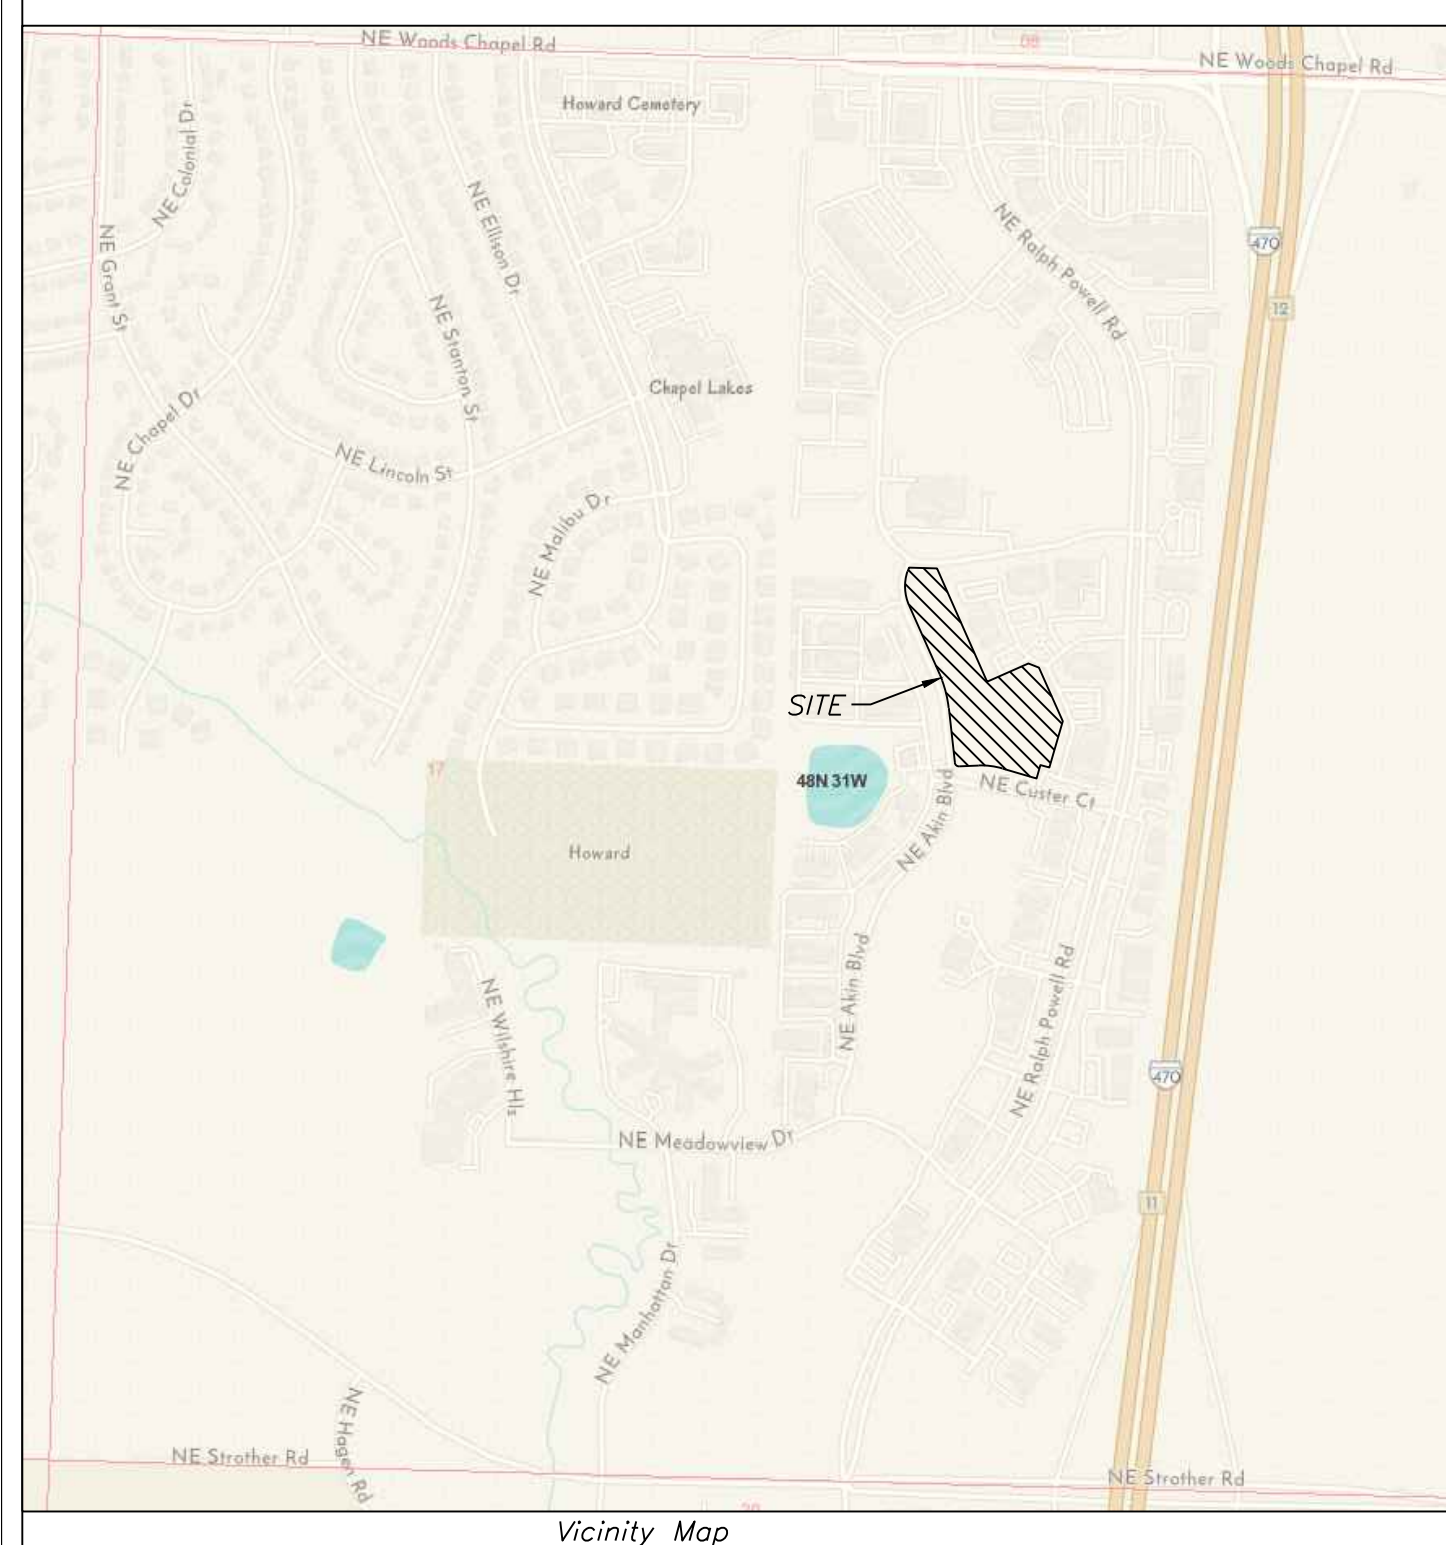 NE Woods Chapel Rd
08
NE Woods Chapel Rd
Howard Cemetery
NE Colonial Dr
NE Ellison Dr
NE Ralph Powell Rd
NE Grant St
470
NE Stanton St
12
Chapel Lakes
NE Chapel Dr
NE Lincoln St
NE Malibu Dr
SITE
17
48N 31W
NE Custer Ct
NE Akin Blvd
Howard
NE Akin Blvd
NE Ralph Powell Rd
NE Wilshire Hls
470
NE Meadowview Dr
11
NE Manhattan Dr
NE Hagen Rd
NE Strother Rd
NE Strother Rd
Vicinity Map